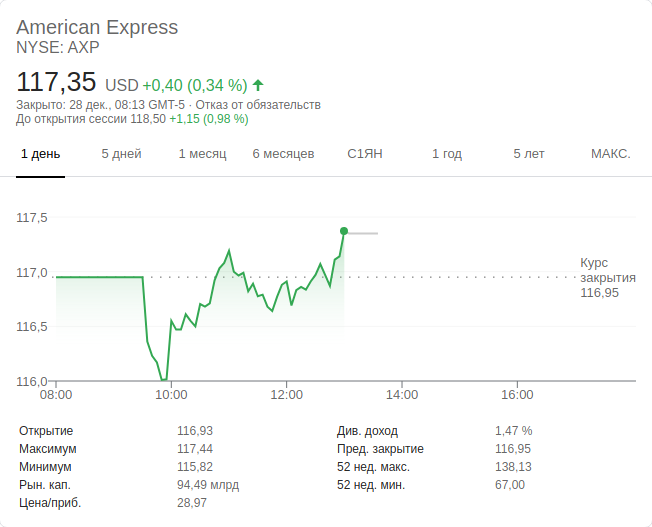 American Express
NYSE: AXP
117,35 USD +0,40 (0,34 %)
Закрыто: 28 дек., 08:13 GMT-5 · Отказ от обязательств
До открытия сессии 118,50 +1,15 (0,98 %)
1 день 5 дней 1 месяц 6 месяцев С1ЯН 1 год 5 лет МАКС.
117,5
117,0
116,5
116,0
Курс
закрытия
116,95
08:00 10:00 12:00 14:00 16:00
Открытие 116,93 Див. доход 1,47 %
Максимум 117,44 Пред. закрытие 116,95
Минимум 115,82 52 нед. макс. 138,13
Рын. кап. 94,49 млрд 52 нед. мин. 67,00
Цена/приб. 28,97